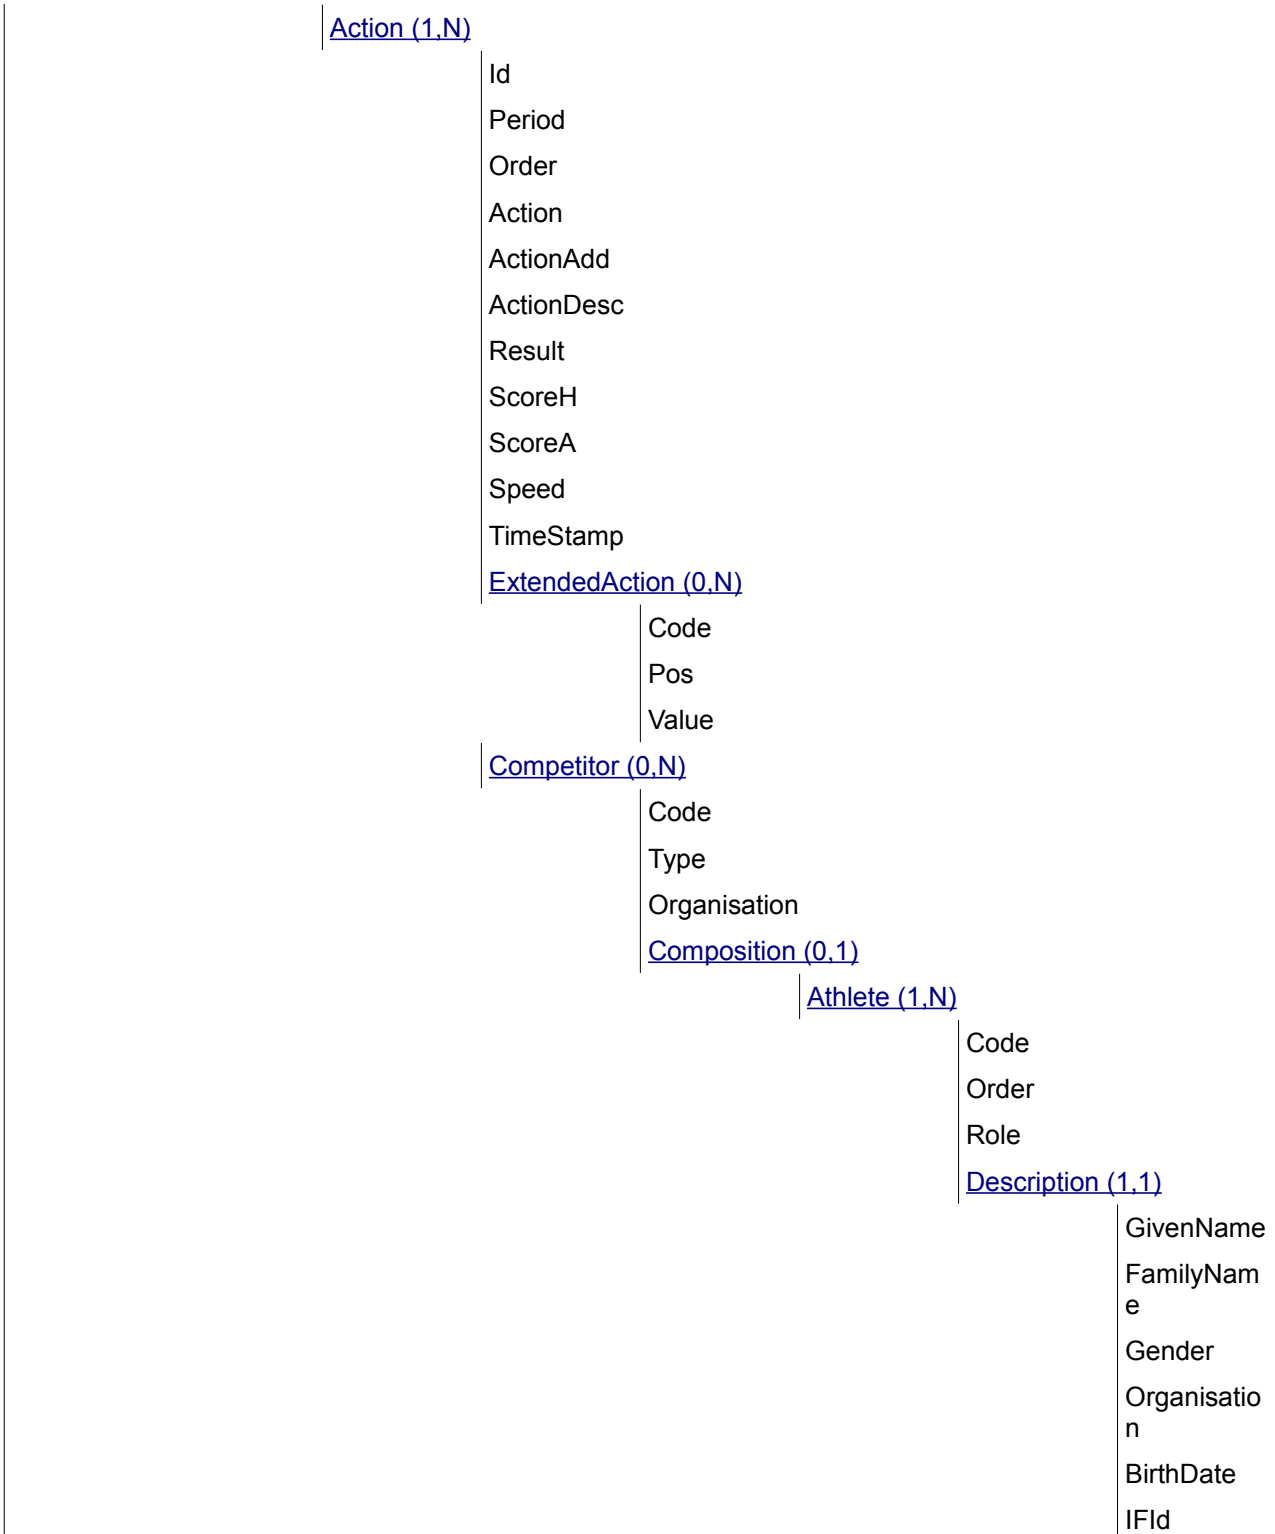 Action (1,N)
Id
Period
Order
Action
ActionAdd
ActionDesc
Result
ScoreH
ScoreA
Speed
TimeStamp
ExtendedAction (0,N)
Code
Pos
Value
Competitor (0,N)
Code
Type
Organisation
Composition (0,1)
Athlete (1,N)
Code
Order
Role
Description (1,1)
GivenName
FamilyNam
e
Gender
Organisatio
n
BirthDate
IFId